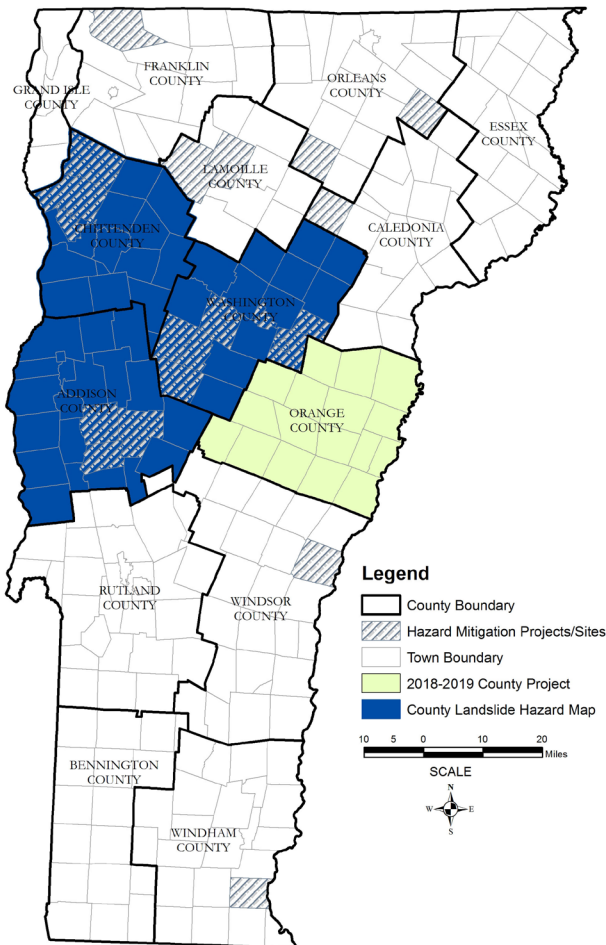 FRANKLIN
COUNTY
ORLEANS
COUNTY
GRAND ISLE
COUNTY
ESSEX
COUNTY
LAMOILLE
COUNTY
CHITTENDEN
COUNTY
CALEDONIA
COUNTY
WASHINGTON
COUNTY
ADDISON
COUNTY
ORANGE
COUNTY
RUTLAND
COUNTY
WINDSOR
COUNTY
BENNINGTON
COUNTY
WINDHAM
COUNTY
Legend
County Boundary
Hazard Mitigation Projects/Sites
Town Boundary
2018-2019 County Project
County Landslide Hazard Map
10 5 0 10 20
Miles
SCALE
N
W E
S